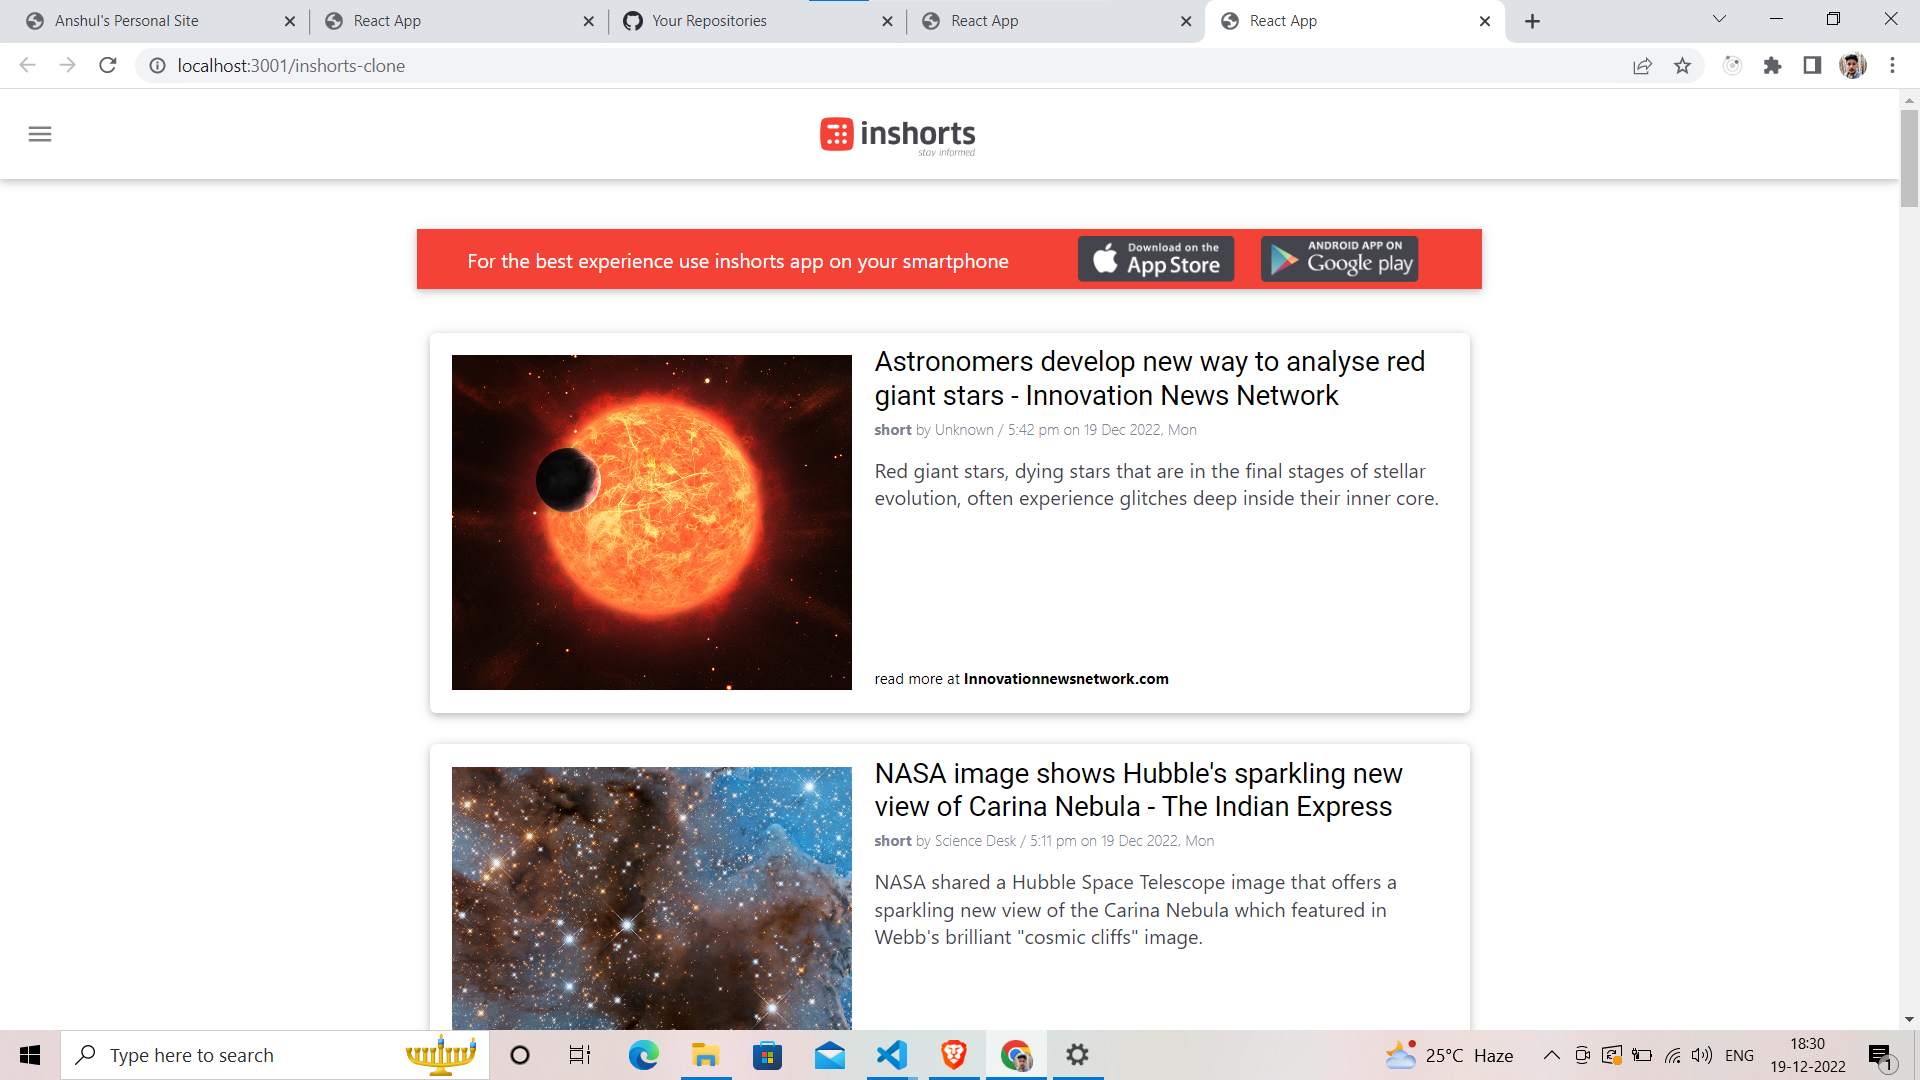 Anshul's Personal Site
React App
Your Repositories
React App
React App
localhost:3001/inshorts-clone
inshorts
stay informed
For the best experience use inshorts app on your smartphone
Download on the
App Store
ANDROID APP ON
Google play
Astronomers develop new way to analyse red
giant stars - Innovation News Network
short by Unknown / 5:42 pm on 19 Dec 2022, Mon
Red giant stars, dying stars that are in the final stages of stellar
evolution, often experience glitches deep inside their inner core.
read more at Innovationnewsnetwork.com
NASA image shows Hubble's sparkling new
view of Carina Nebula - The Indian Express
short by Science Desk / 5:11 pm on 19 Dec 2022, Mon
NASA shared a Hubble Space Telescope image that offers a
sparkling new view of the Carina Nebula which featured in
Webb's brilliant "cosmic cliffs" image.
Type here to search
25°C Haze
ENG
18:30
19-12-2022
1